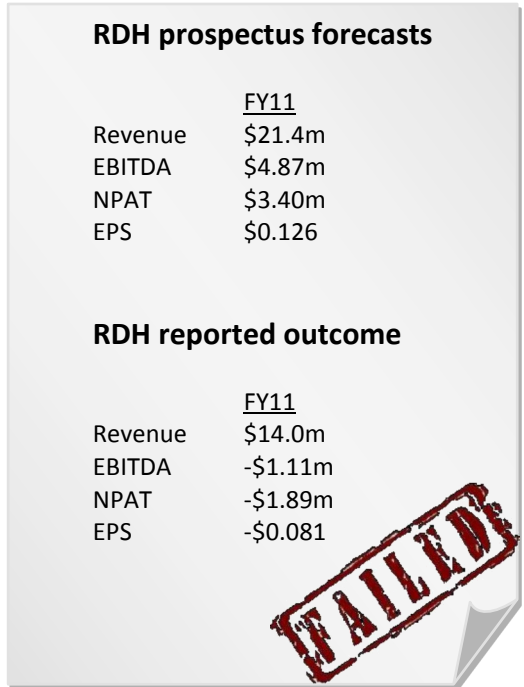 RDH prospectus forecasts
FY11
Revenue $21.4m
EBITDA $4.87m
NPAT $3.40m
EPS $0.126
RDH reported outcome
FY11
Revenue $14.0m
EBITDA -$1.11m
NPAT -$1.89m
EPS -$0.081
FAILED